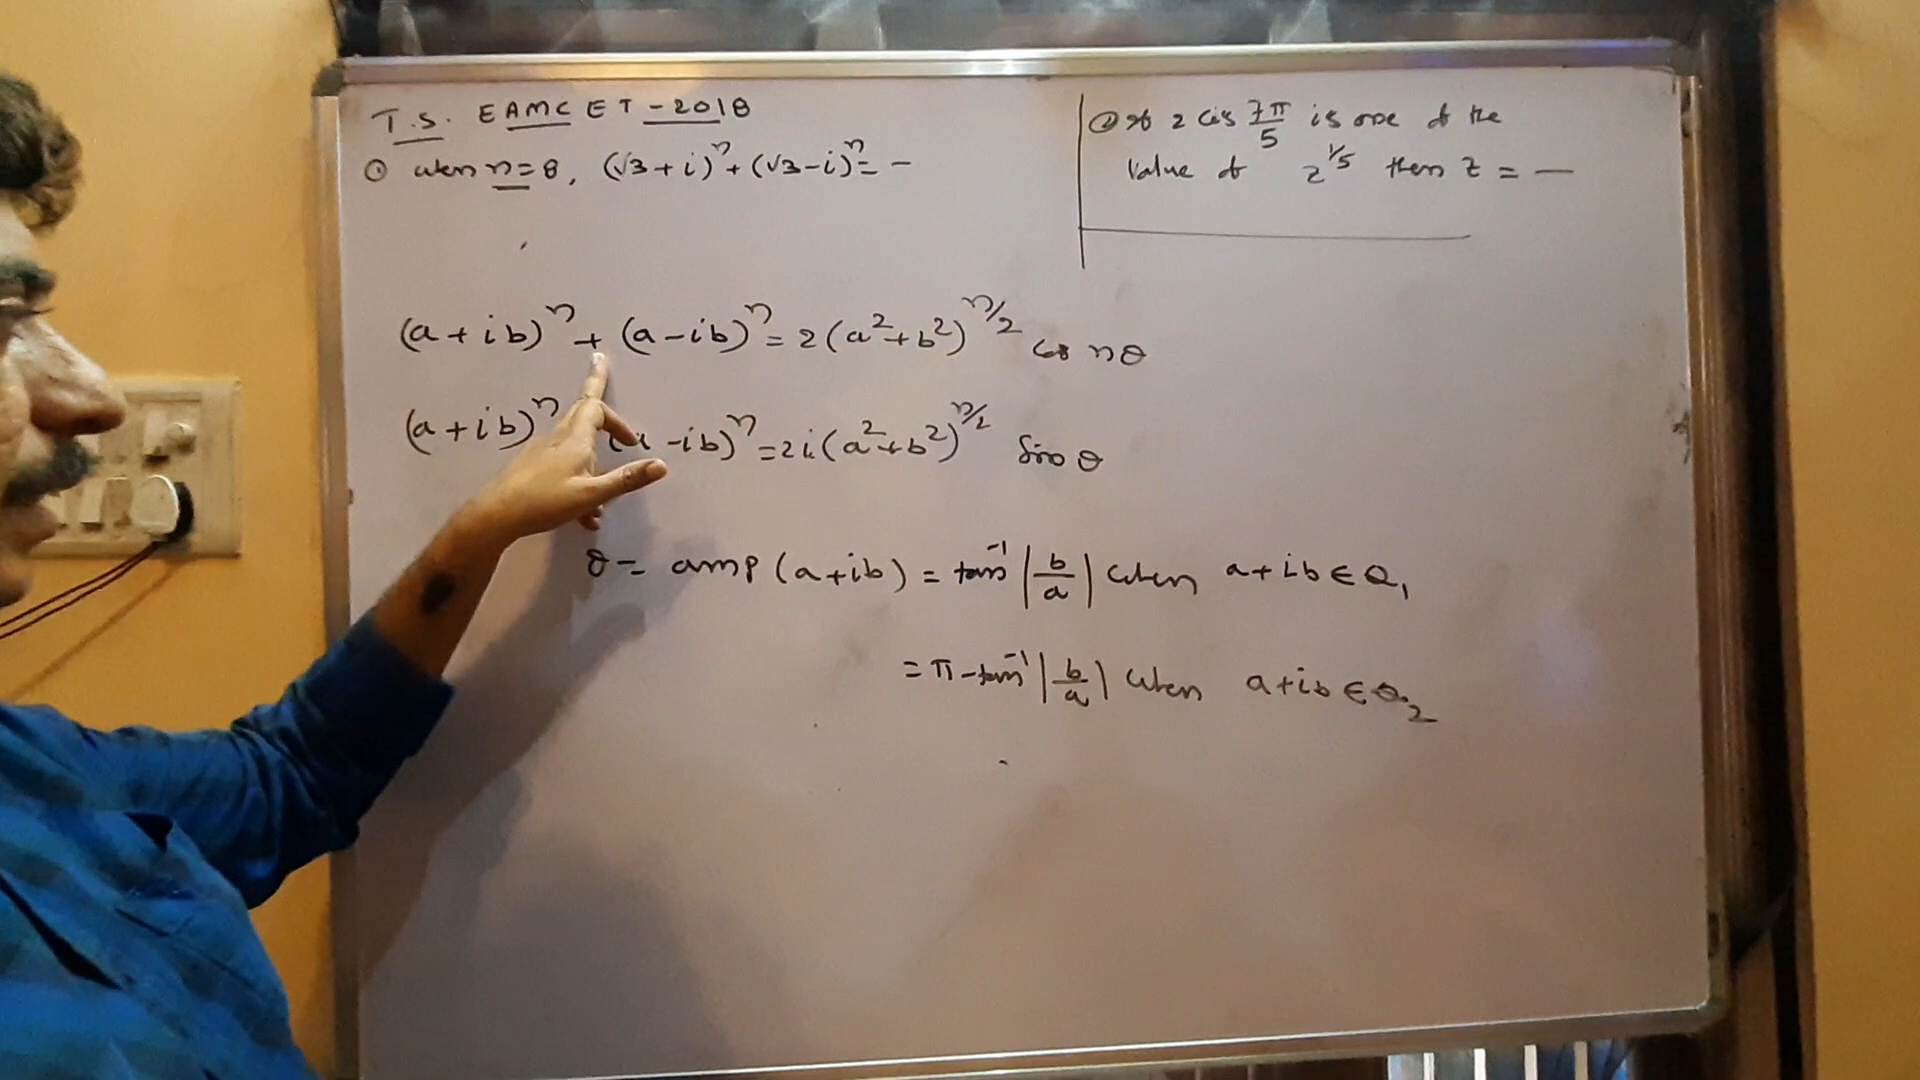 T.S. EAMCET - 2018
① when n=8, (√3+i)ⁿ+(√3-i)ⁿ= -
② If 2 cis 7π/5 is one of the
value of z^1/5 then z = —
(a+ib)ⁿ + (a-ib)ⁿ = 2(a²+b²)^n/2 cos nθ
(a+ib)ⁿ (a-ib)ⁿ = 2i(a²+b²)^n/2 Sin θ
θ = amp (a+ib) = tan⁻¹ |b/a| when a+ib ∈ Q₁
= π - tan⁻¹ |b/a| when a+ib ∈ Q₂